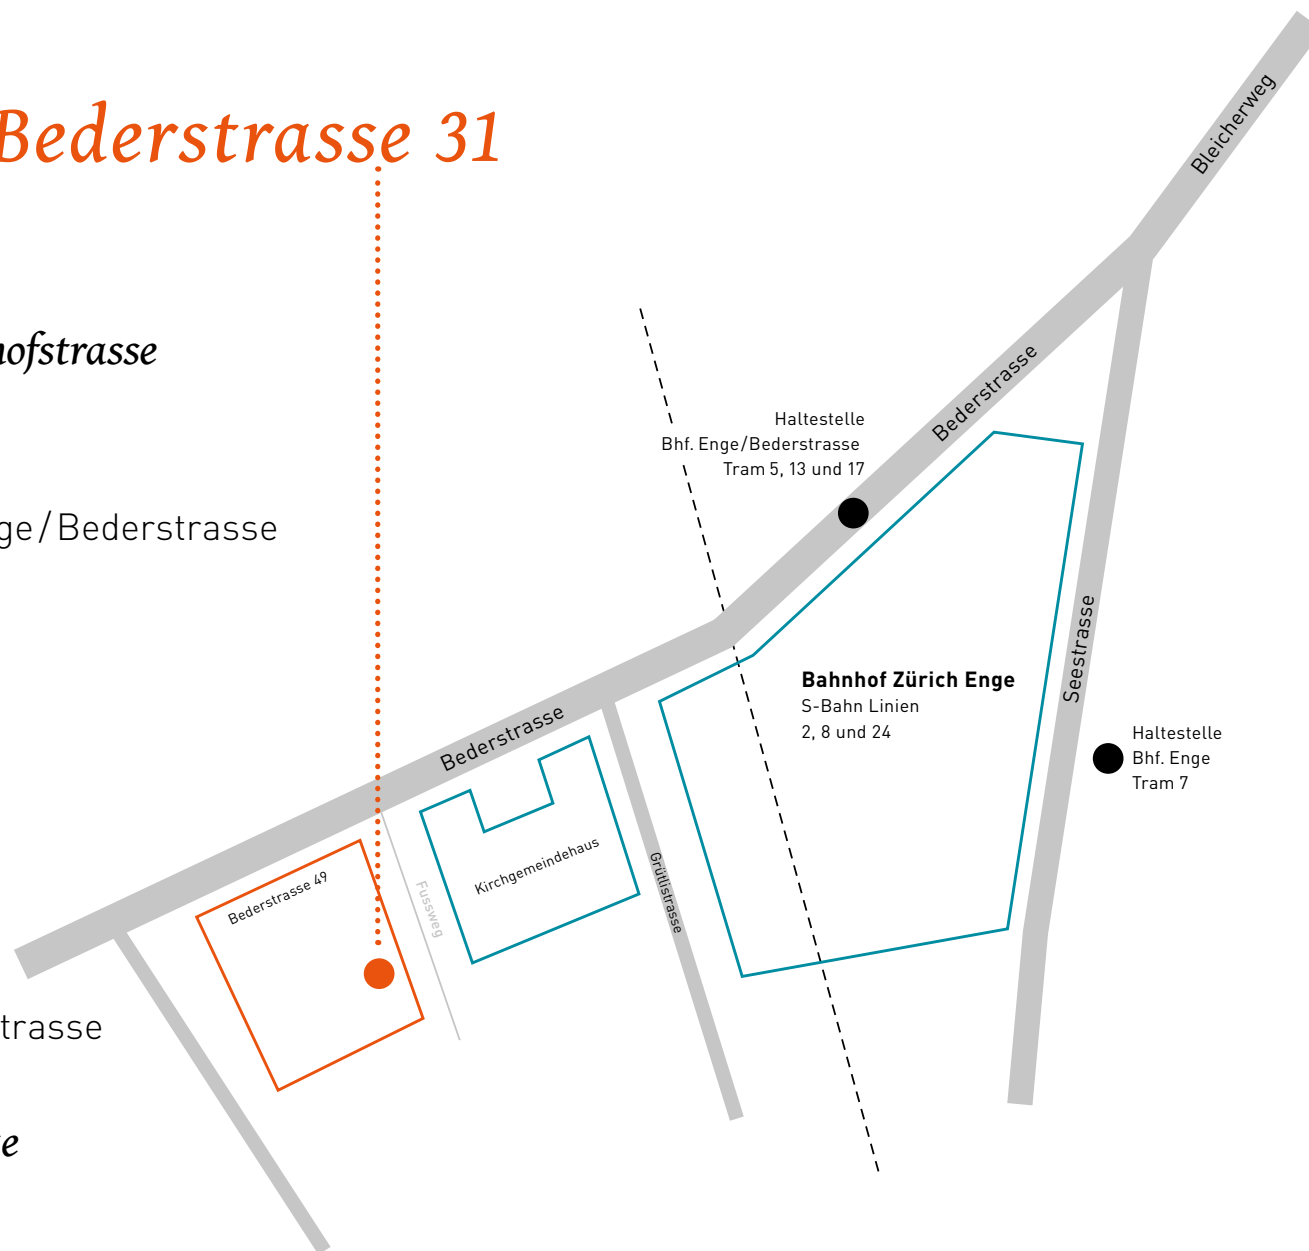 Bederstrasse 31
Bleicherweg
hofstrasse
Bederstrasse
Haltestelle
Bhf. Enge/Bederstrasse
Tram 5, 13 und 17
ge/Bederstrasse
Seestrasse
Bahnhof Zürich Enge
S-Bahn Linien
2, 8 und 24
Haltestelle
Bhf. Enge
Tram 7
Bederstrasse
Kirchgemeindehaus
Grütlistrasse
Bederstrasse 49
Fussweg
trasse
e